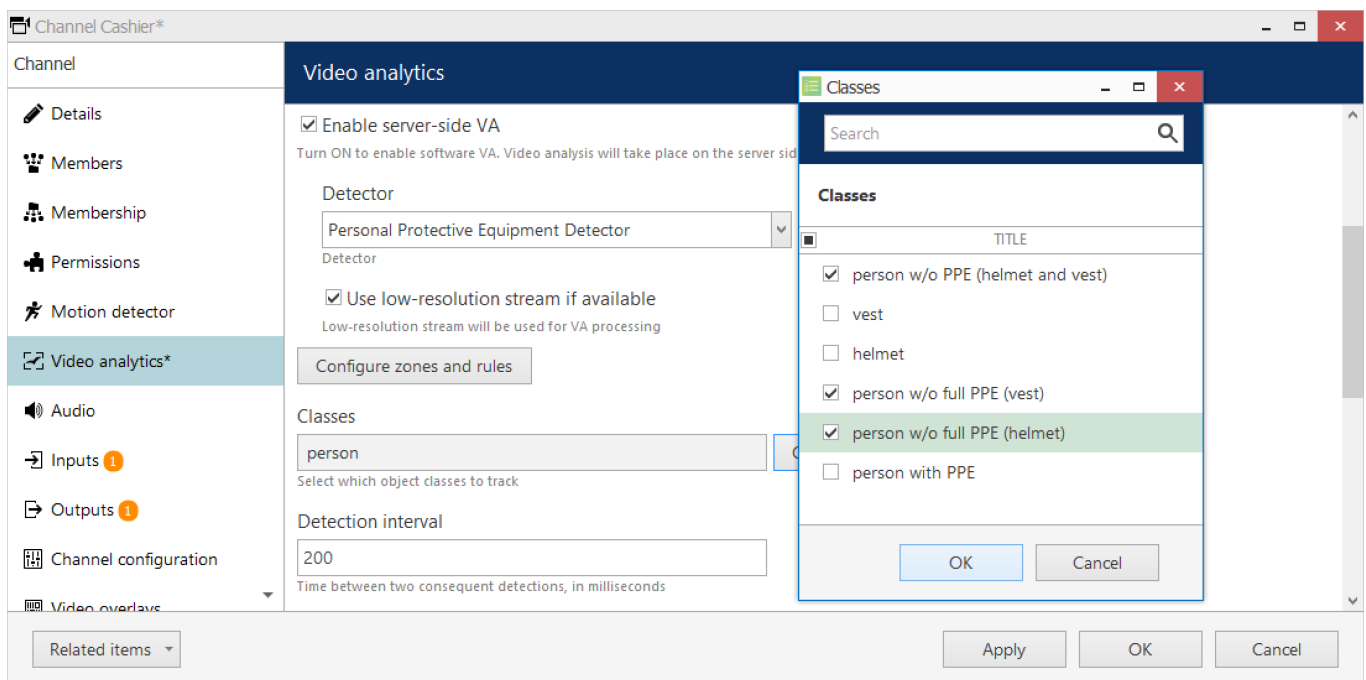 Channel Cashier*
Channel
Details
Members
Membership
Permissions
Motion detector
Video analytics*
Audio
Inputs 1
Outputs 1
Channel configuration
Video overlays
Video analytics
Enable server-side VA
Turn ON to enable software VA. Video analysis will take place on the server sid
Detector
Personal Protective Equipment Detector
Detector
Use low-resolution stream if available
Low-resolution stream will be used for VA processing
Configure zones and rules
Classes
person
Select which object classes to track
Detection interval
200
Time between two consequent detections, in milliseconds
Classes
Search
Classes
TITLE
person w/o PPE (helmet and vest)
vest
helmet
person w/o full PPE (vest)
person w/o full PPE (helmet)
person with PPE
OK
Cancel
Related items
Apply
OK
Cancel